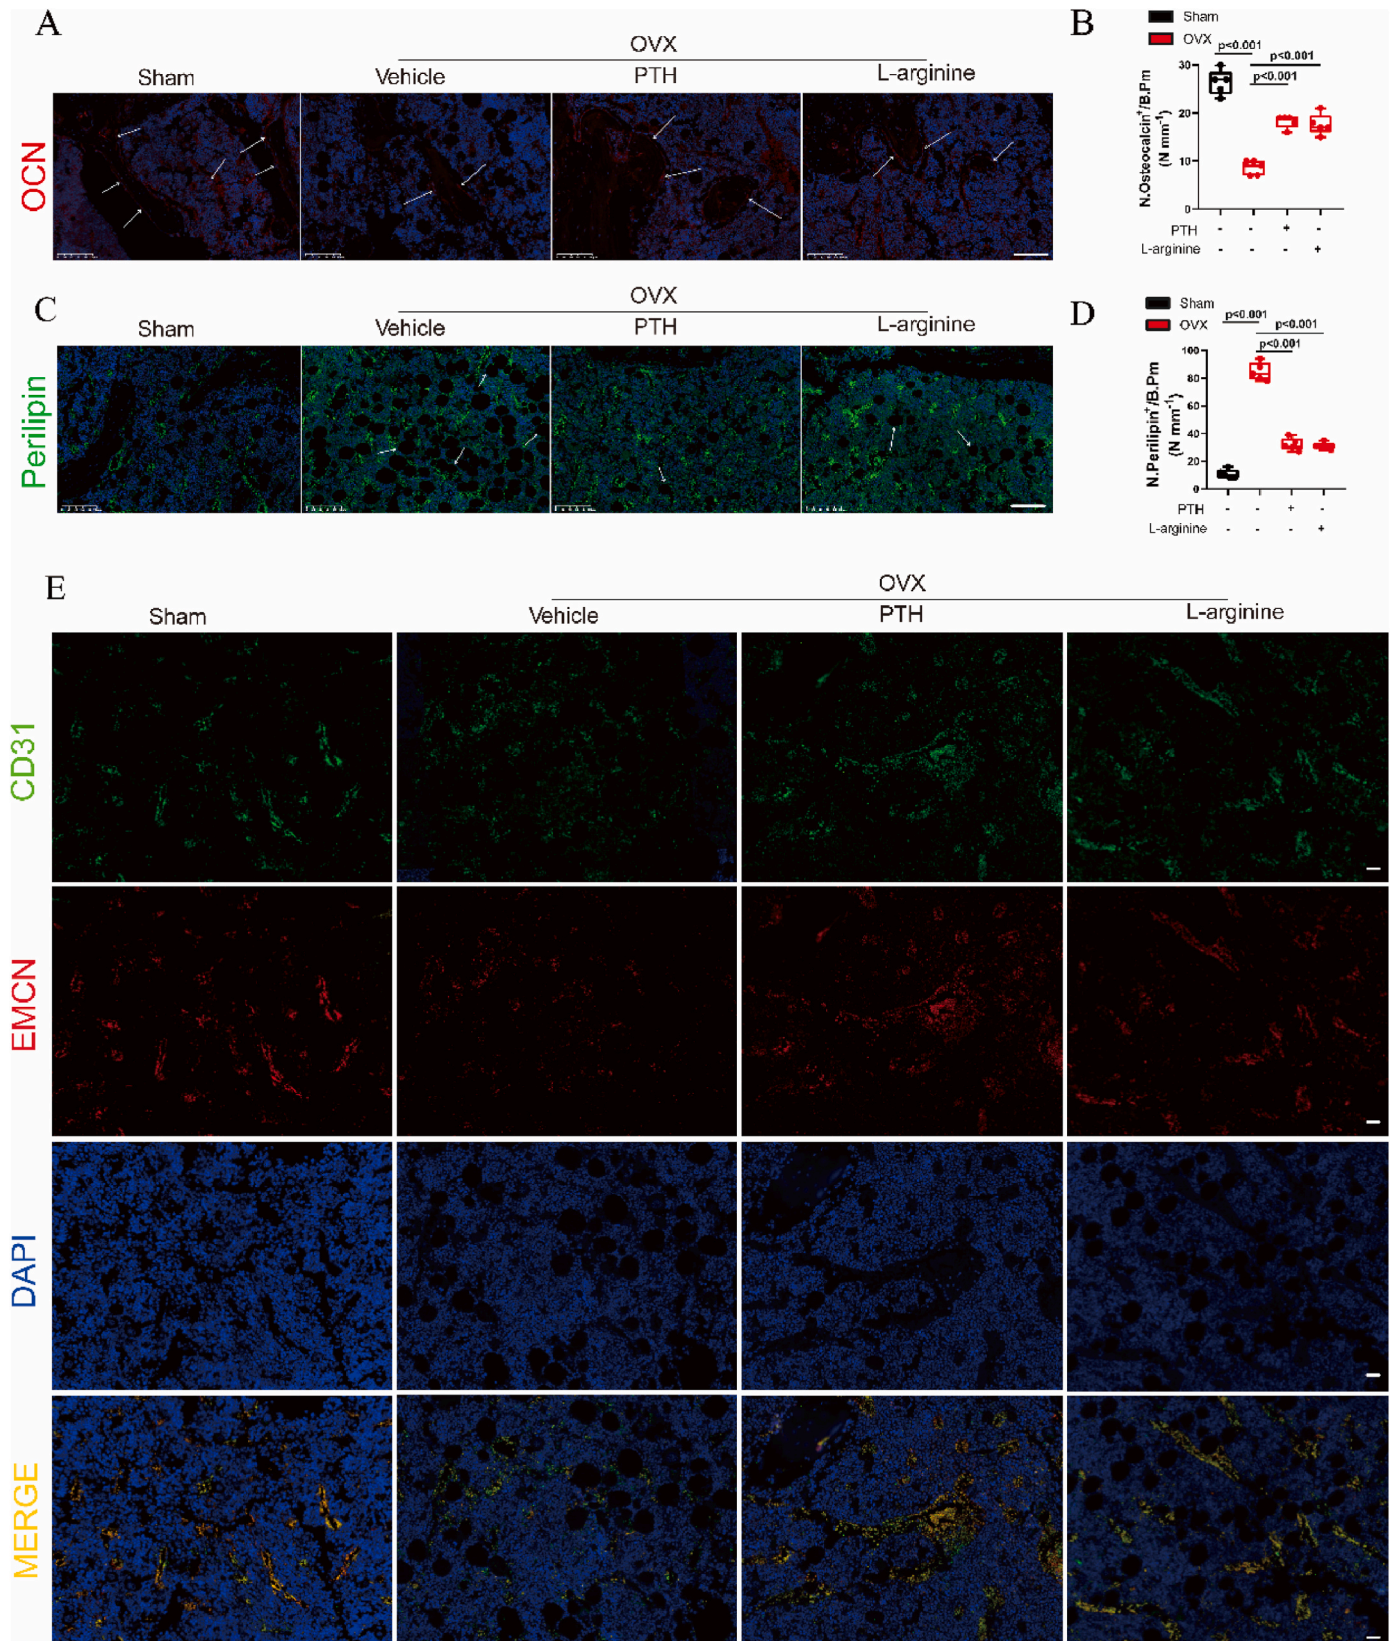 A
OVX
Sham
Vehicle
PTH
L-arginine
OCN
B
Sham
OVX
p<0.001
p<0.001
p<0.001
N.Osteocalcin⁺/B.Pm
(N mm⁻¹)
30
20
10
0
PTH - - + -
L-arginine - - - +
C
OVX
Sham
Vehicle
PTH
L-arginine
Perilipin
D
Sham
OVX
p<0.001
p<0.001
p<0.001
N.Perilipin⁺/B.Pm
(N mm⁻¹)
100
80
60
40
20
0
PTH - - + -
L-arginine - - - +
E
OVX
Sham
Vehicle
PTH
L-arginine
CD31
EMCN
DAPI
MERGE